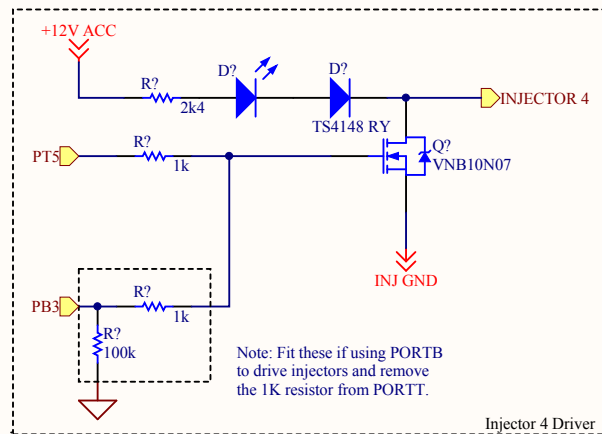 +12V ACC
D?
D?
R?
2k4
TS4148 RY
INJECTOR 4
PT5
R?
1k
Q?
VNB10N07
INJ GND
PB3
R?
1k
R?
100k
Note: Fit these if using PORTB
to drive injectors and remove
the 1K resistor from PORTT.
Injector 4 Driver